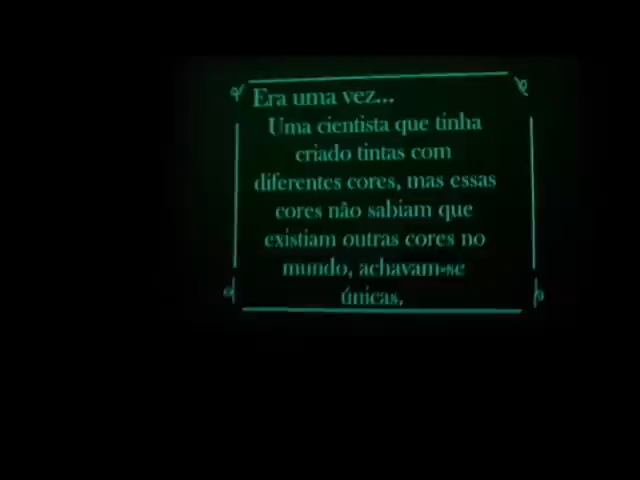 Era uma vez...
Uma cientista que tinha
criado tintas com
diferentes cores, mas essas
cores não sabiam que
existiam outras cores no
mundo, achavam-se
únicas.